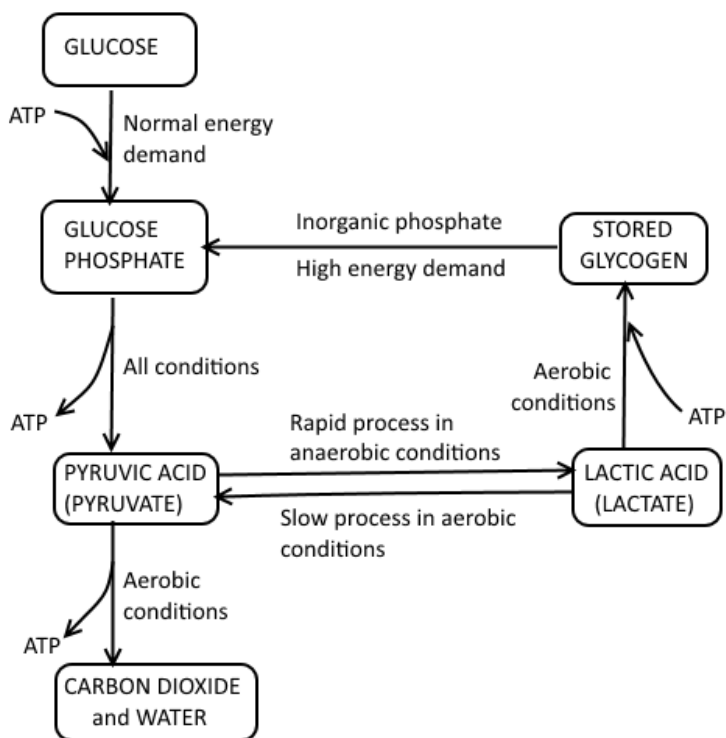 GLUCOSE
ATP
Normal energy
demand
GLUCOSE
PHOSPHATE
Inorganic phosphate
High energy demand
STORED
GLYCOGEN
All conditions
ATP
Aerobic
conditions
ATP
Rapid process in
anaerobic conditions
PYRUVIC ACID
(PYRUVATE)
LACTIC ACID
(LACTATE)
Slow process in aerobic
conditions
Aerobic
conditions
ATP
CARBON DIOXIDE
and WATER